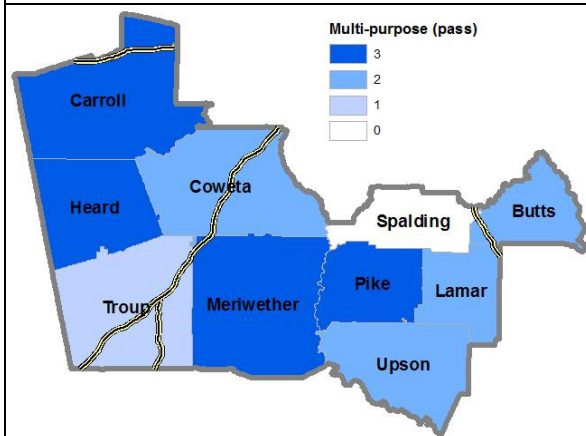 Multi-purpose (pass)
3
2
1
0
Carroll
Coweta
Heard
Spalding
Butts
Troup
Meriwether
Pike
Lamar
Upson